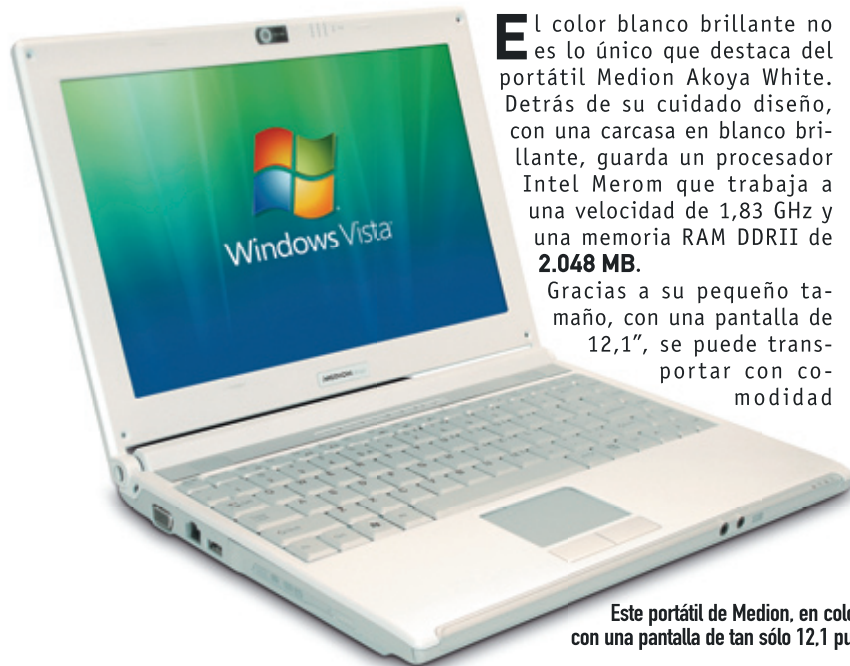 El color blanco brillante no
es lo único que destaca del
portátil Medion Akoya White.
Detrás de su cuidado diseño,
con una carcasa en blanco bri-
llante, guarda un procesador
Intel Merom que trabaja a
una velocidad de 1,83 GHz y
una memoria RAM DDRII de
2.048 MB.
Gracias a su pequeño ta-
maño, con una pantalla de
12,1”, se puede trans-
portar con co-
modidad
Windows Vista
MEDION
Este portátil de Medion, en colo
con una pantalla de tan sólo 12,1 pu